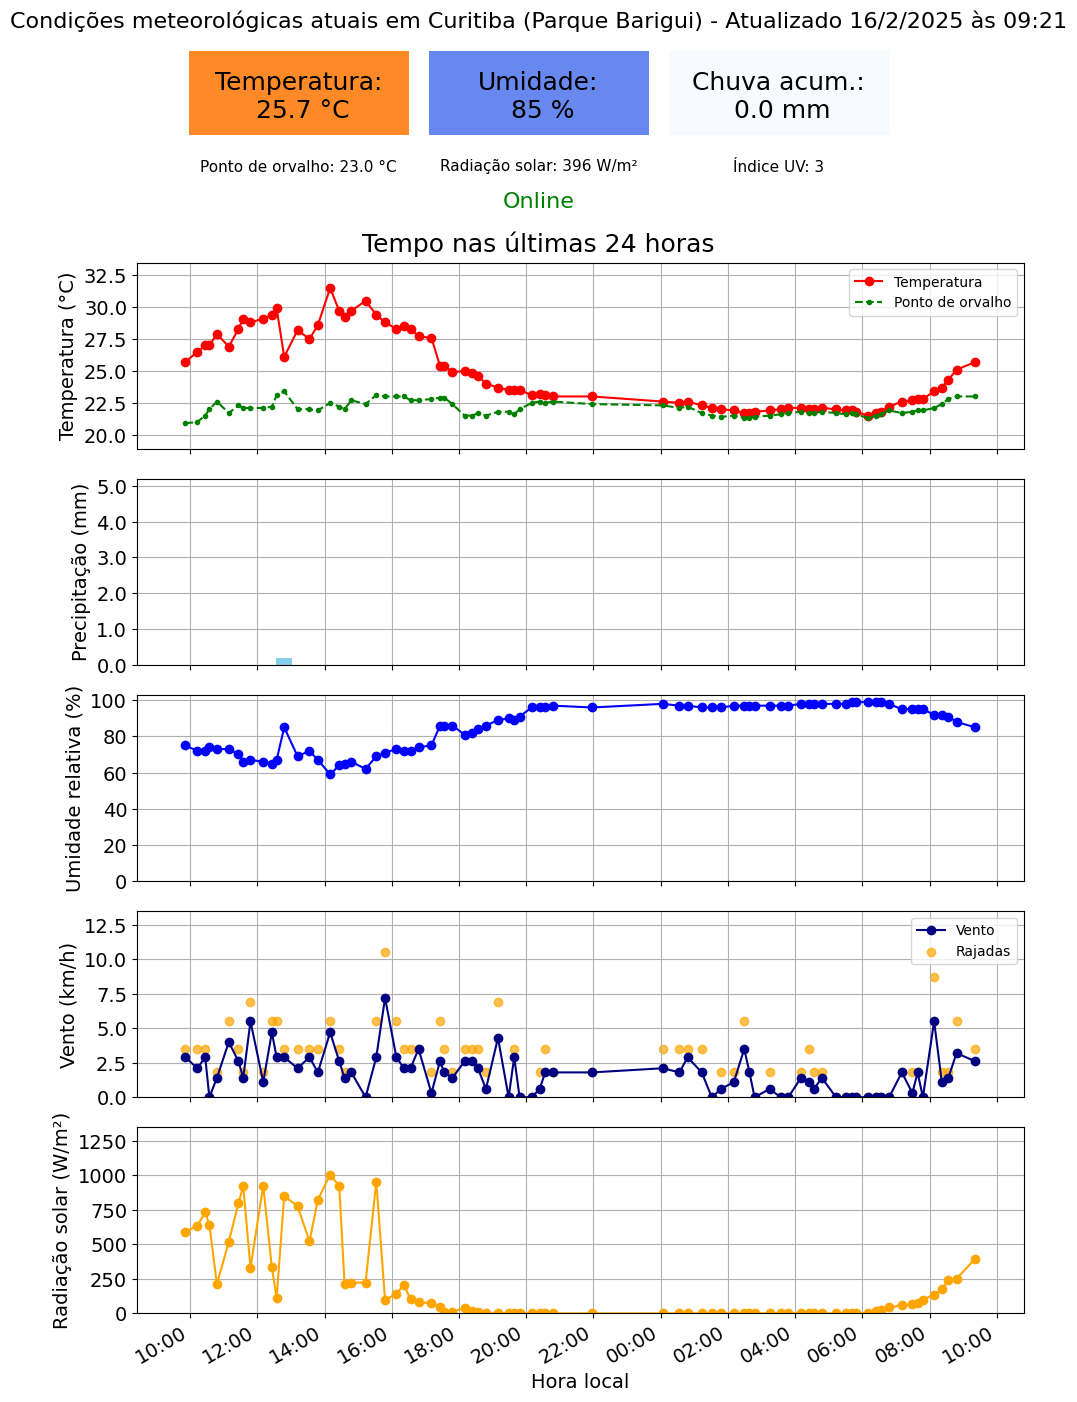 Condições meteorológicas atuais em Curitiba (Parque Barigui) - Atualizado 16/2/2025 às 09:21
Temperatura:
25.7 °C
Umidade:
85 %
Chuva acum.:
0.0 mm
Ponto de orvalho: 23.0 °C
Radiação solar: 396 W/m²
Índice UV: 3
Online
Tempo nas últimas 24 horas
Temperatura (°C)
32.5
30.0
27.5
25.0
22.5
20.0
Temperatura
Ponto de orvalho
Precipitação (mm)
5.0
4.0
3.0
2.0
1.0
0.0
Umidade relativa (%)
100
80
60
40
20
0
Vento (km/h)
12.5
10.0
7.5
5.0
2.5
0.0
Vento
Rajadas
Radiação solar (W/m²)
1250
1000
750
500
250
0
10:00
12:00
14:00
16:00
18:00
20:00
22:00
00:00
02:00
04:00
06:00
08:00
10:00
Hora local